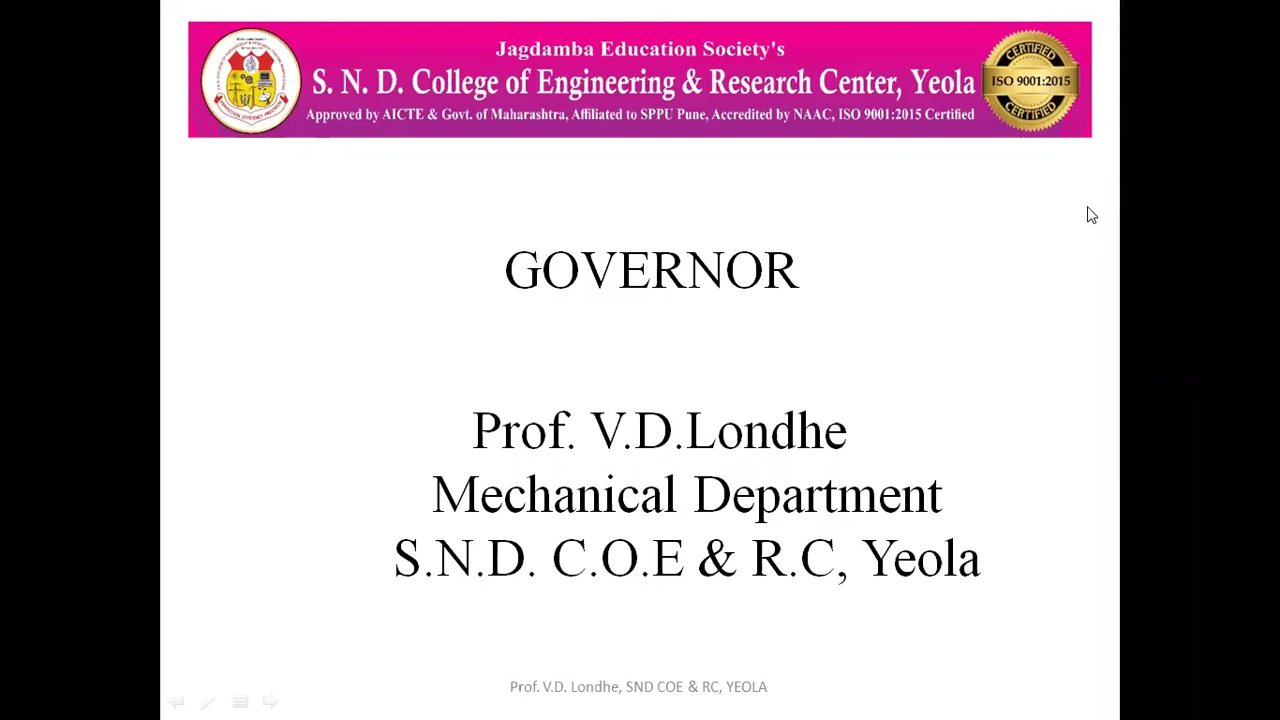 Jagdamba Education Society's
S. N. D. College of Engineering & Research Center, Yeola
Approved by AICTE & Govt. of Maharashtra, Affiliated to SPPU Pune, Accredited by NAAC, ISO 9001:2015 Certified
CERTIFIED
ISO 9001:2015
CERTIFIED
GOVERNOR
Prof. V.D.Londhe
Mechanical Department
S.N.D. C.O.E & R.C, Yeola
Prof. V.D. Londhe, SND COE & RC, YEOLA